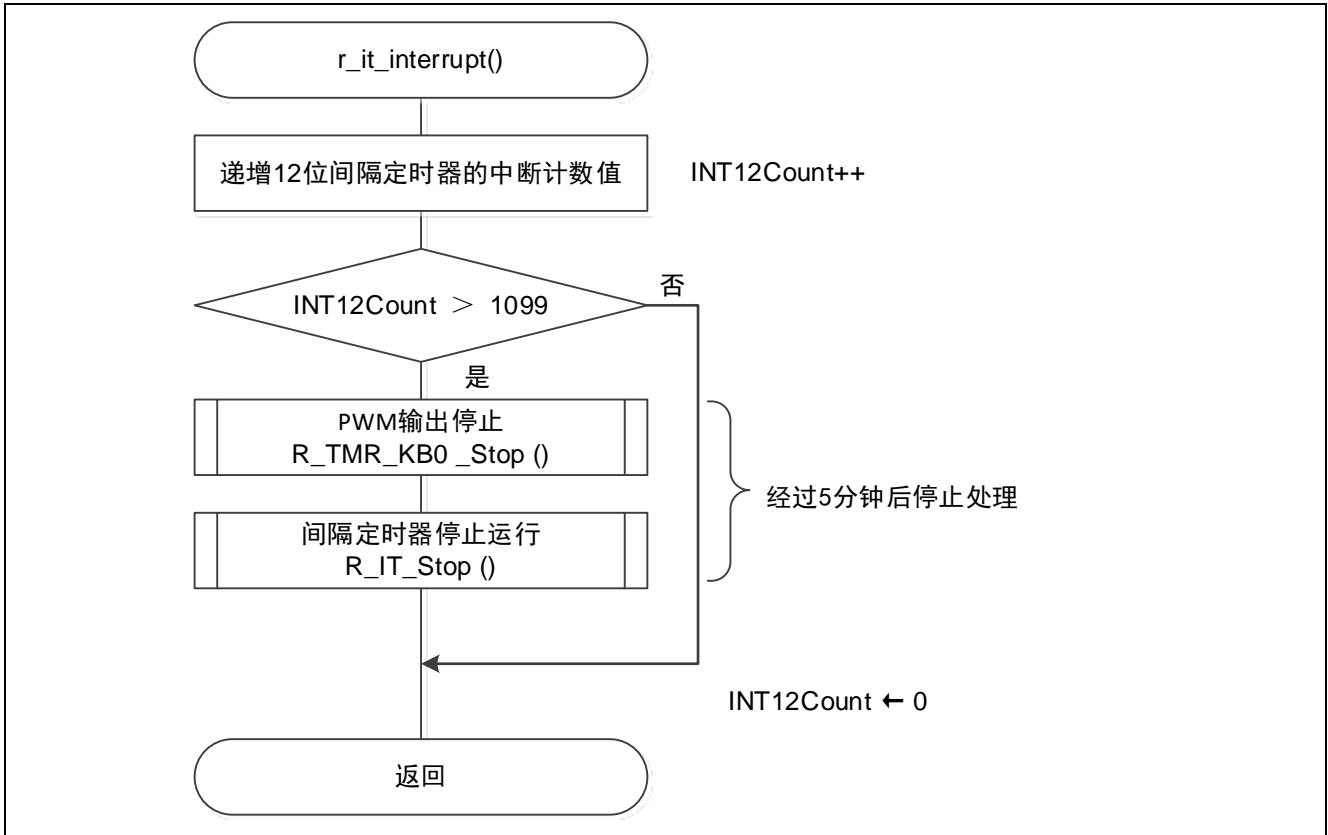 r_it_interrupt()
递增12位间隔定时器的中断计数值
INT12Count++
INT12Count ＞ 1099
否
是
PWM输出停止
R_TMR_KB0 _Stop ()
间隔定时器停止运行
R_IT_Stop ()
经过5分钟后停止处理
INT12Count ← 0
返回